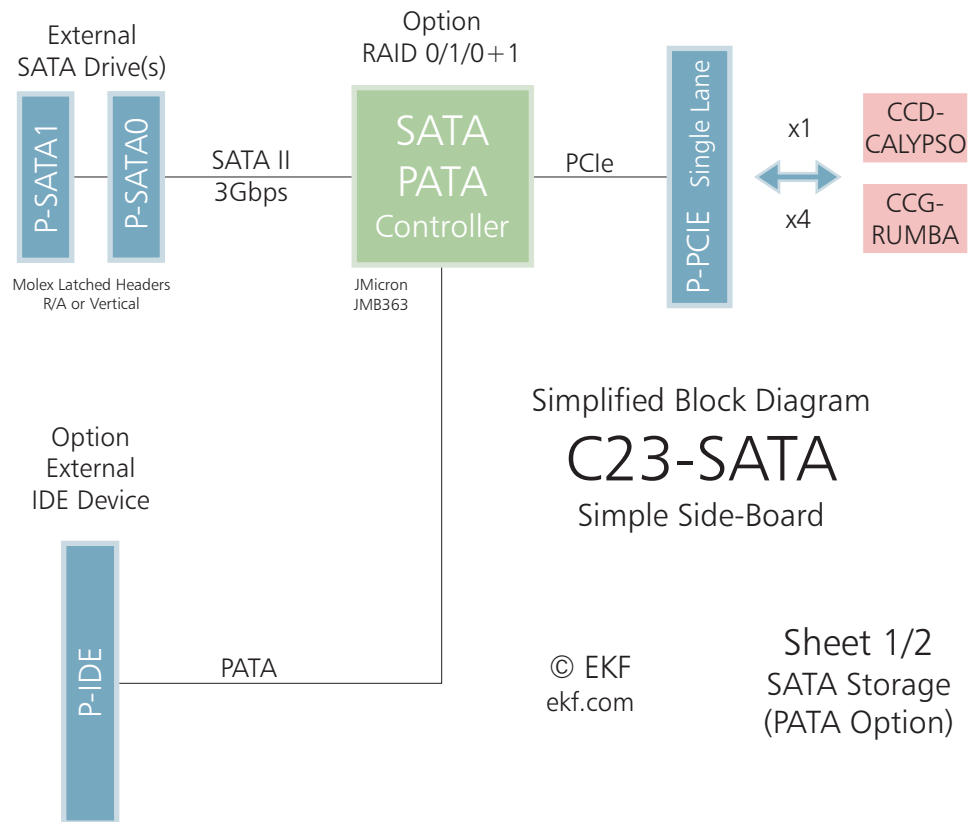 External
SATA Drive(s)
Option
RAID 0/1/0+1
P-SATA1
P-SATA0
SATA II
3Gbps
SATA
PATA
Controller
PCIe
P-PCIE Single Lane
x1
x4
CCD-
CALYPSO
CCG-
RUMBA
Molex Latched Headers
R/A or Vertical
JMicron
JMB363
Simplified Block Diagram
C23-SATA
Simple Side-Board
Option
External
IDE Device
P-IDE
PATA
© EKF
ekf.com
Sheet 1/2
SATA Storage
(PATA Option)